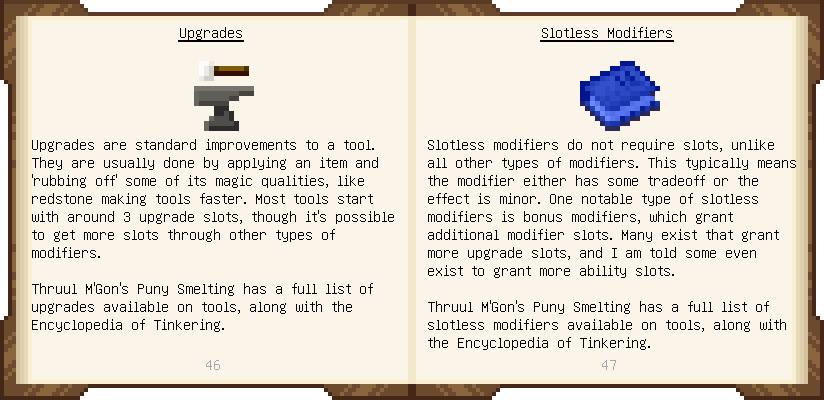 Upgrades
Upgrades are standard improvements to a tool.
They are usually done by applying an item and
'rubbing off' some of its magic qualities, like
redstone making tools faster. Most tools start
with around 3 upgrade slots, though it's possible
to get more slots through other types of
modifiers.
Thruul M'Gon's Puny Smelting has a full list of
upgrades available on tools, along with the
Encyclopedia of Tinkering.
46
Slotless Modifiers
Slotless modifiers do not require slots, unlike
all other types of modifiers. This typically means
the modifier either has some tradeoff or the
effect is minor. One notable type of slotless
modifiers is bonus modifiers, which grant
additional modifier slots. Many exist that grant
more upgrade slots, and I am told some even
exist to grant more ability slots.
Thruul M'Gon's Puny Smelting has a full list of
slotless modifiers available on tools, along with
the Encyclopedia of Tinkering.
47